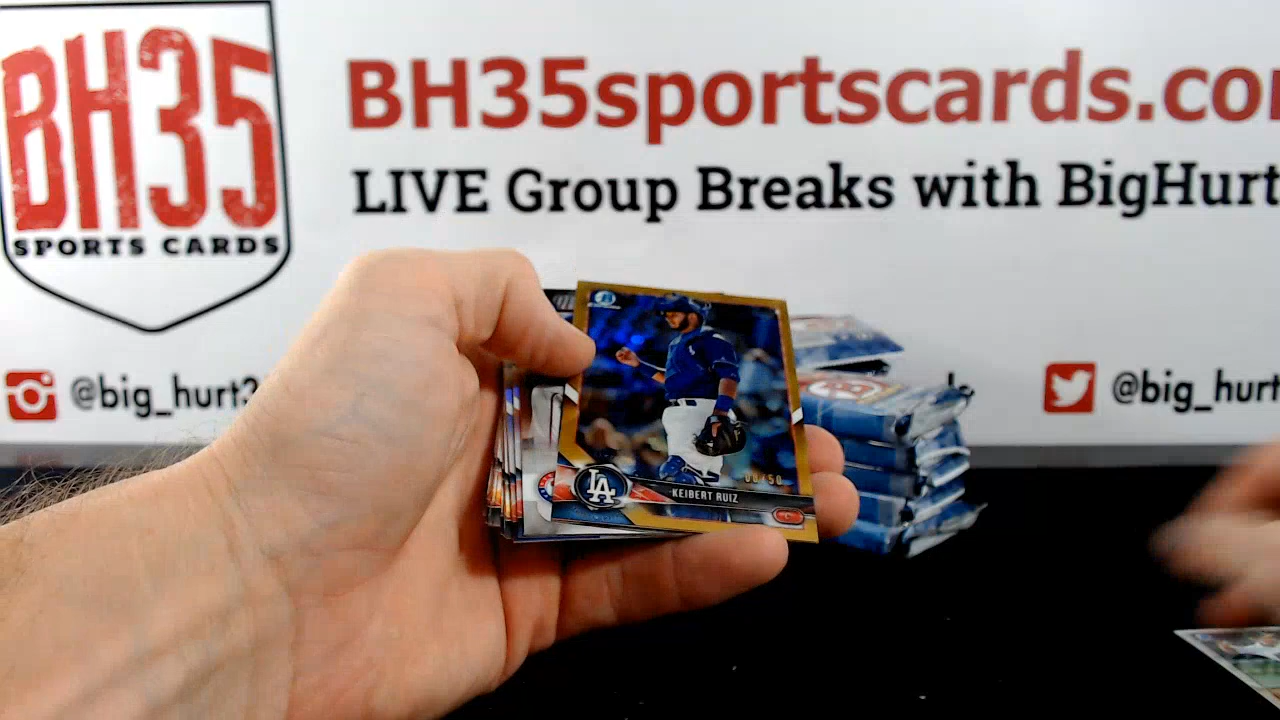 BH35
SPORTS CARDS
BH35sportscards.co
LIVE Group Breaks with BigHurt
@big_hurt3
@big_hurt
LA
KEIBERT RUIZ
C